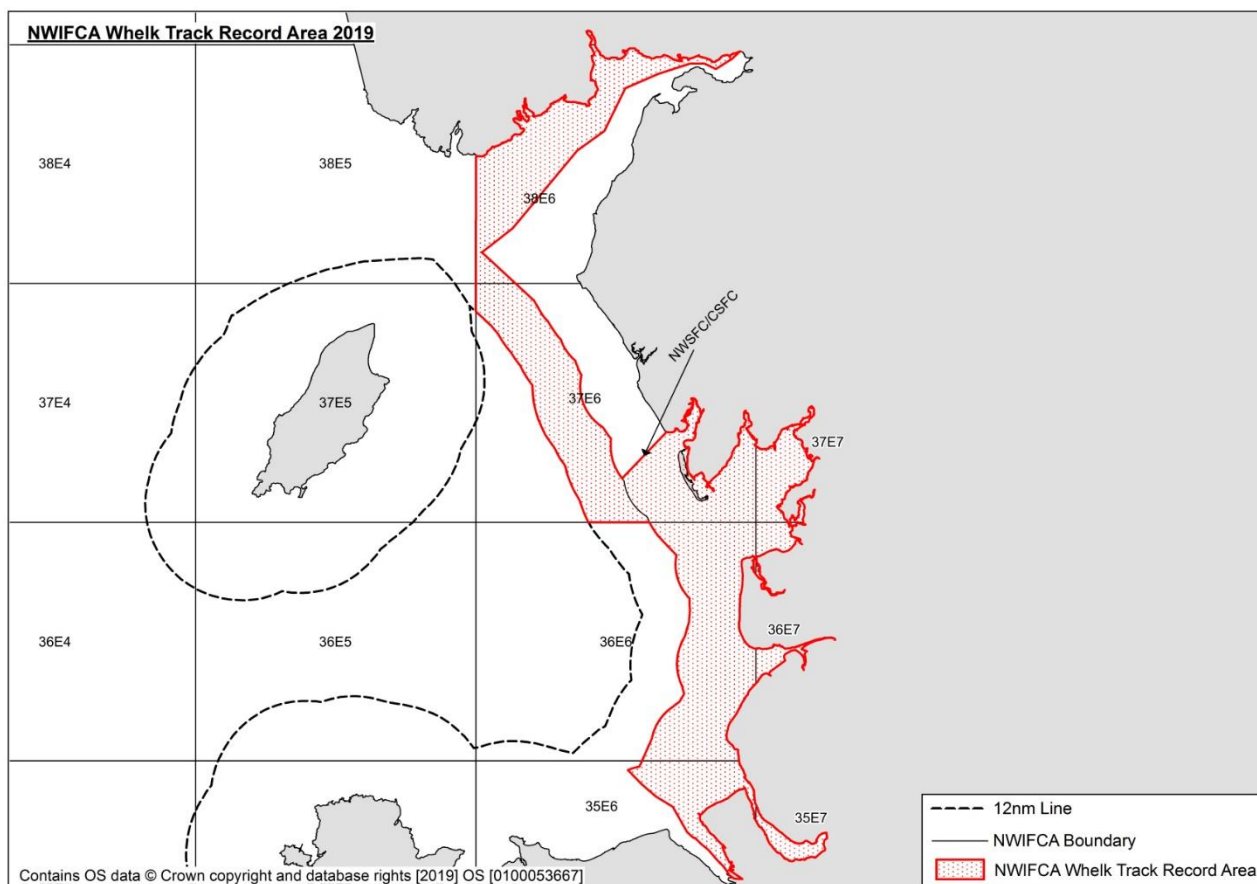 NWIFCA Whelk Track Record Area 2019
38E4
38E5
38E6
NWSFC/CSFC
37E4
37E5
37E6
37E7
36E4
36E5
36E6
36E7
35E6
35E7
12nm Line
NWIFCA Boundary
NWIFCA Whelk Track Record Area
Contains OS data © Crown copyright and database rights [2019] OS [0100053667]